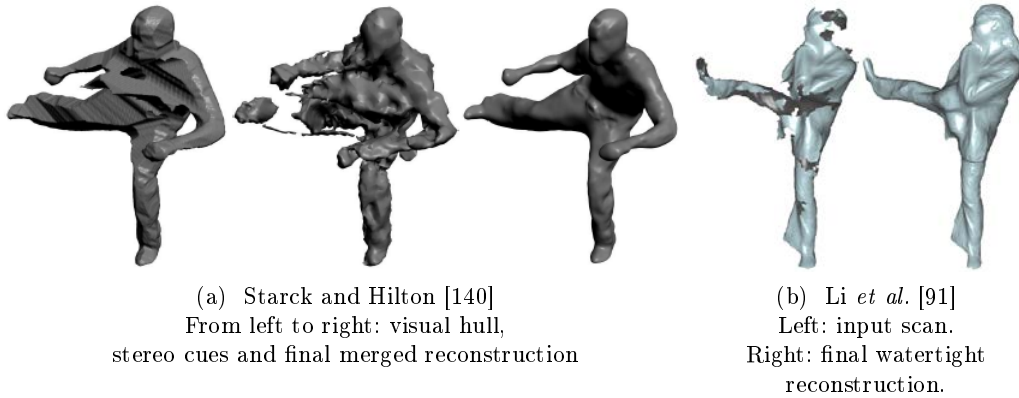 (a) Starck and Hilton [140]
From left to right: visual hull,
stereo cues and final merged reconstruction
(b) Li et al. [91]
Left: input scan.
Right: final watertight
reconstruction.